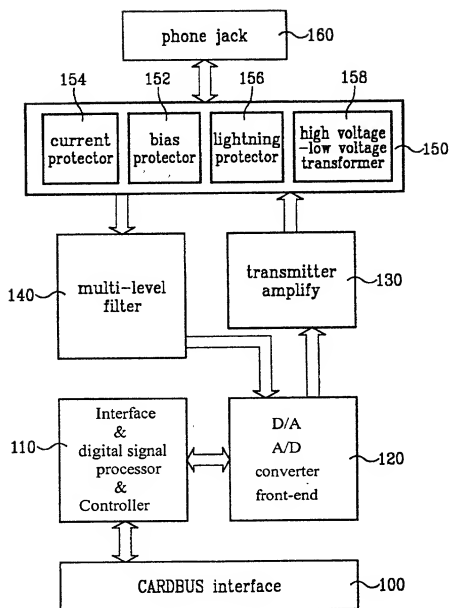 phone jack
160
154
152
156
158
current
protector
bias
protector
lightning
protector
high voltage
-low voltage
transformer
150
140
multi-level
filter
transmitter
amplify
130
110
Interface
&
digital signal
processor
&
Controller
D/A
A/D
converter
front-end
120
CARDBUS interface
100